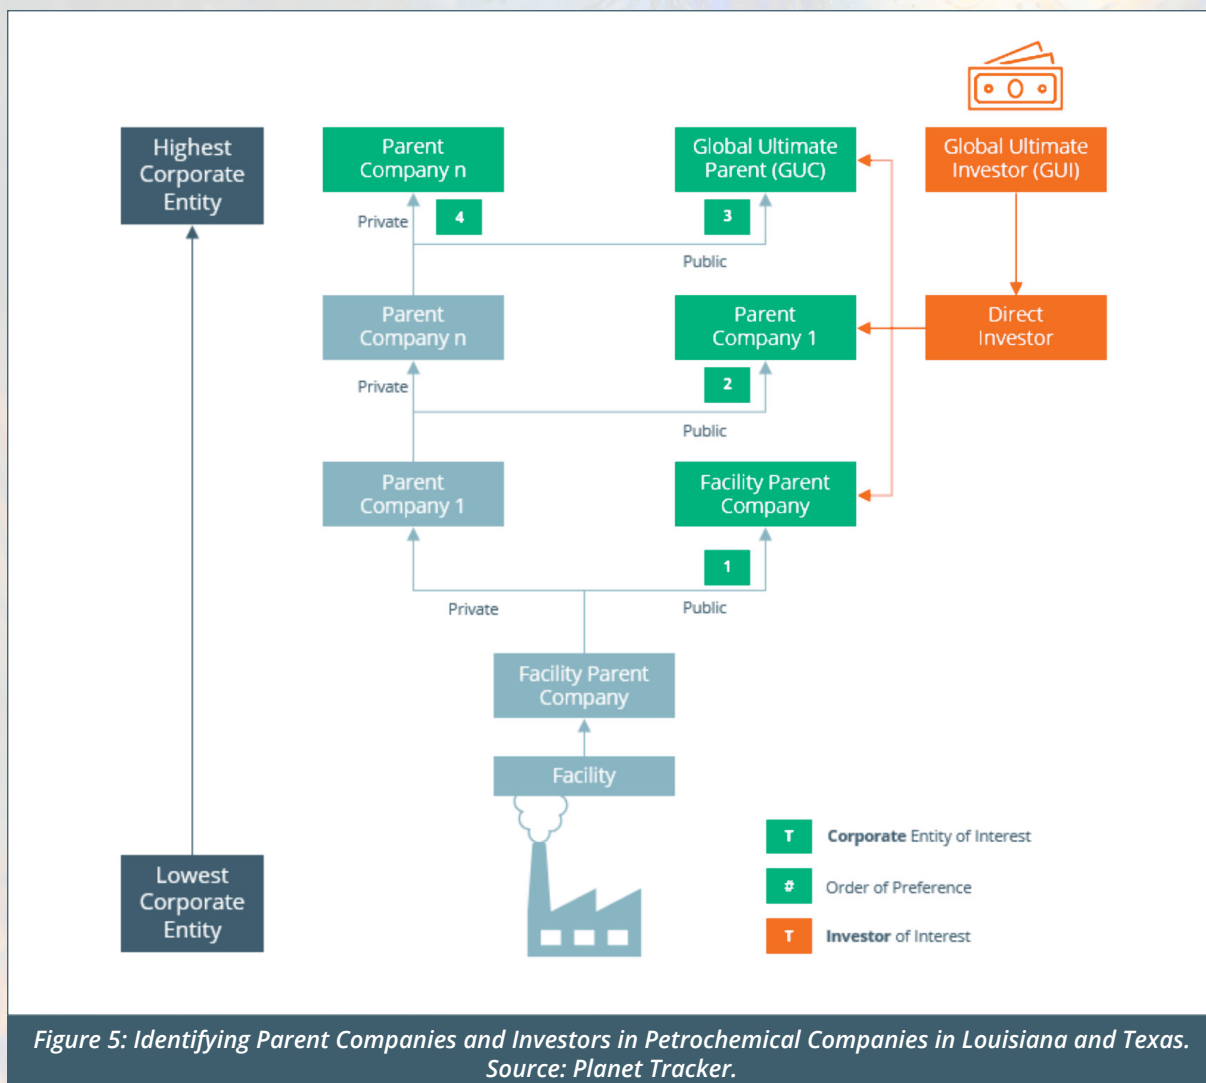 Highest
Corporate
Entity
Parent
Company n
Global Ultimate
Parent (GUC)
Global Ultimate
Investor (GUI)
Private
4
3
Public
Parent
Company n
Parent
Company 1
Direct
Investor
Private
2
Public
Parent
Company 1
Facility Parent
Company
1
Private
Public
Facility Parent
Company
Facility
Lowest
Corporate
Entity
T Corporate Entity of Interest
# Order of Preference
T Investor of Interest
Figure 5: Identifying Parent Companies and Investors in Petrochemical Companies in Louisiana and Texas.
Source: Planet Tracker.